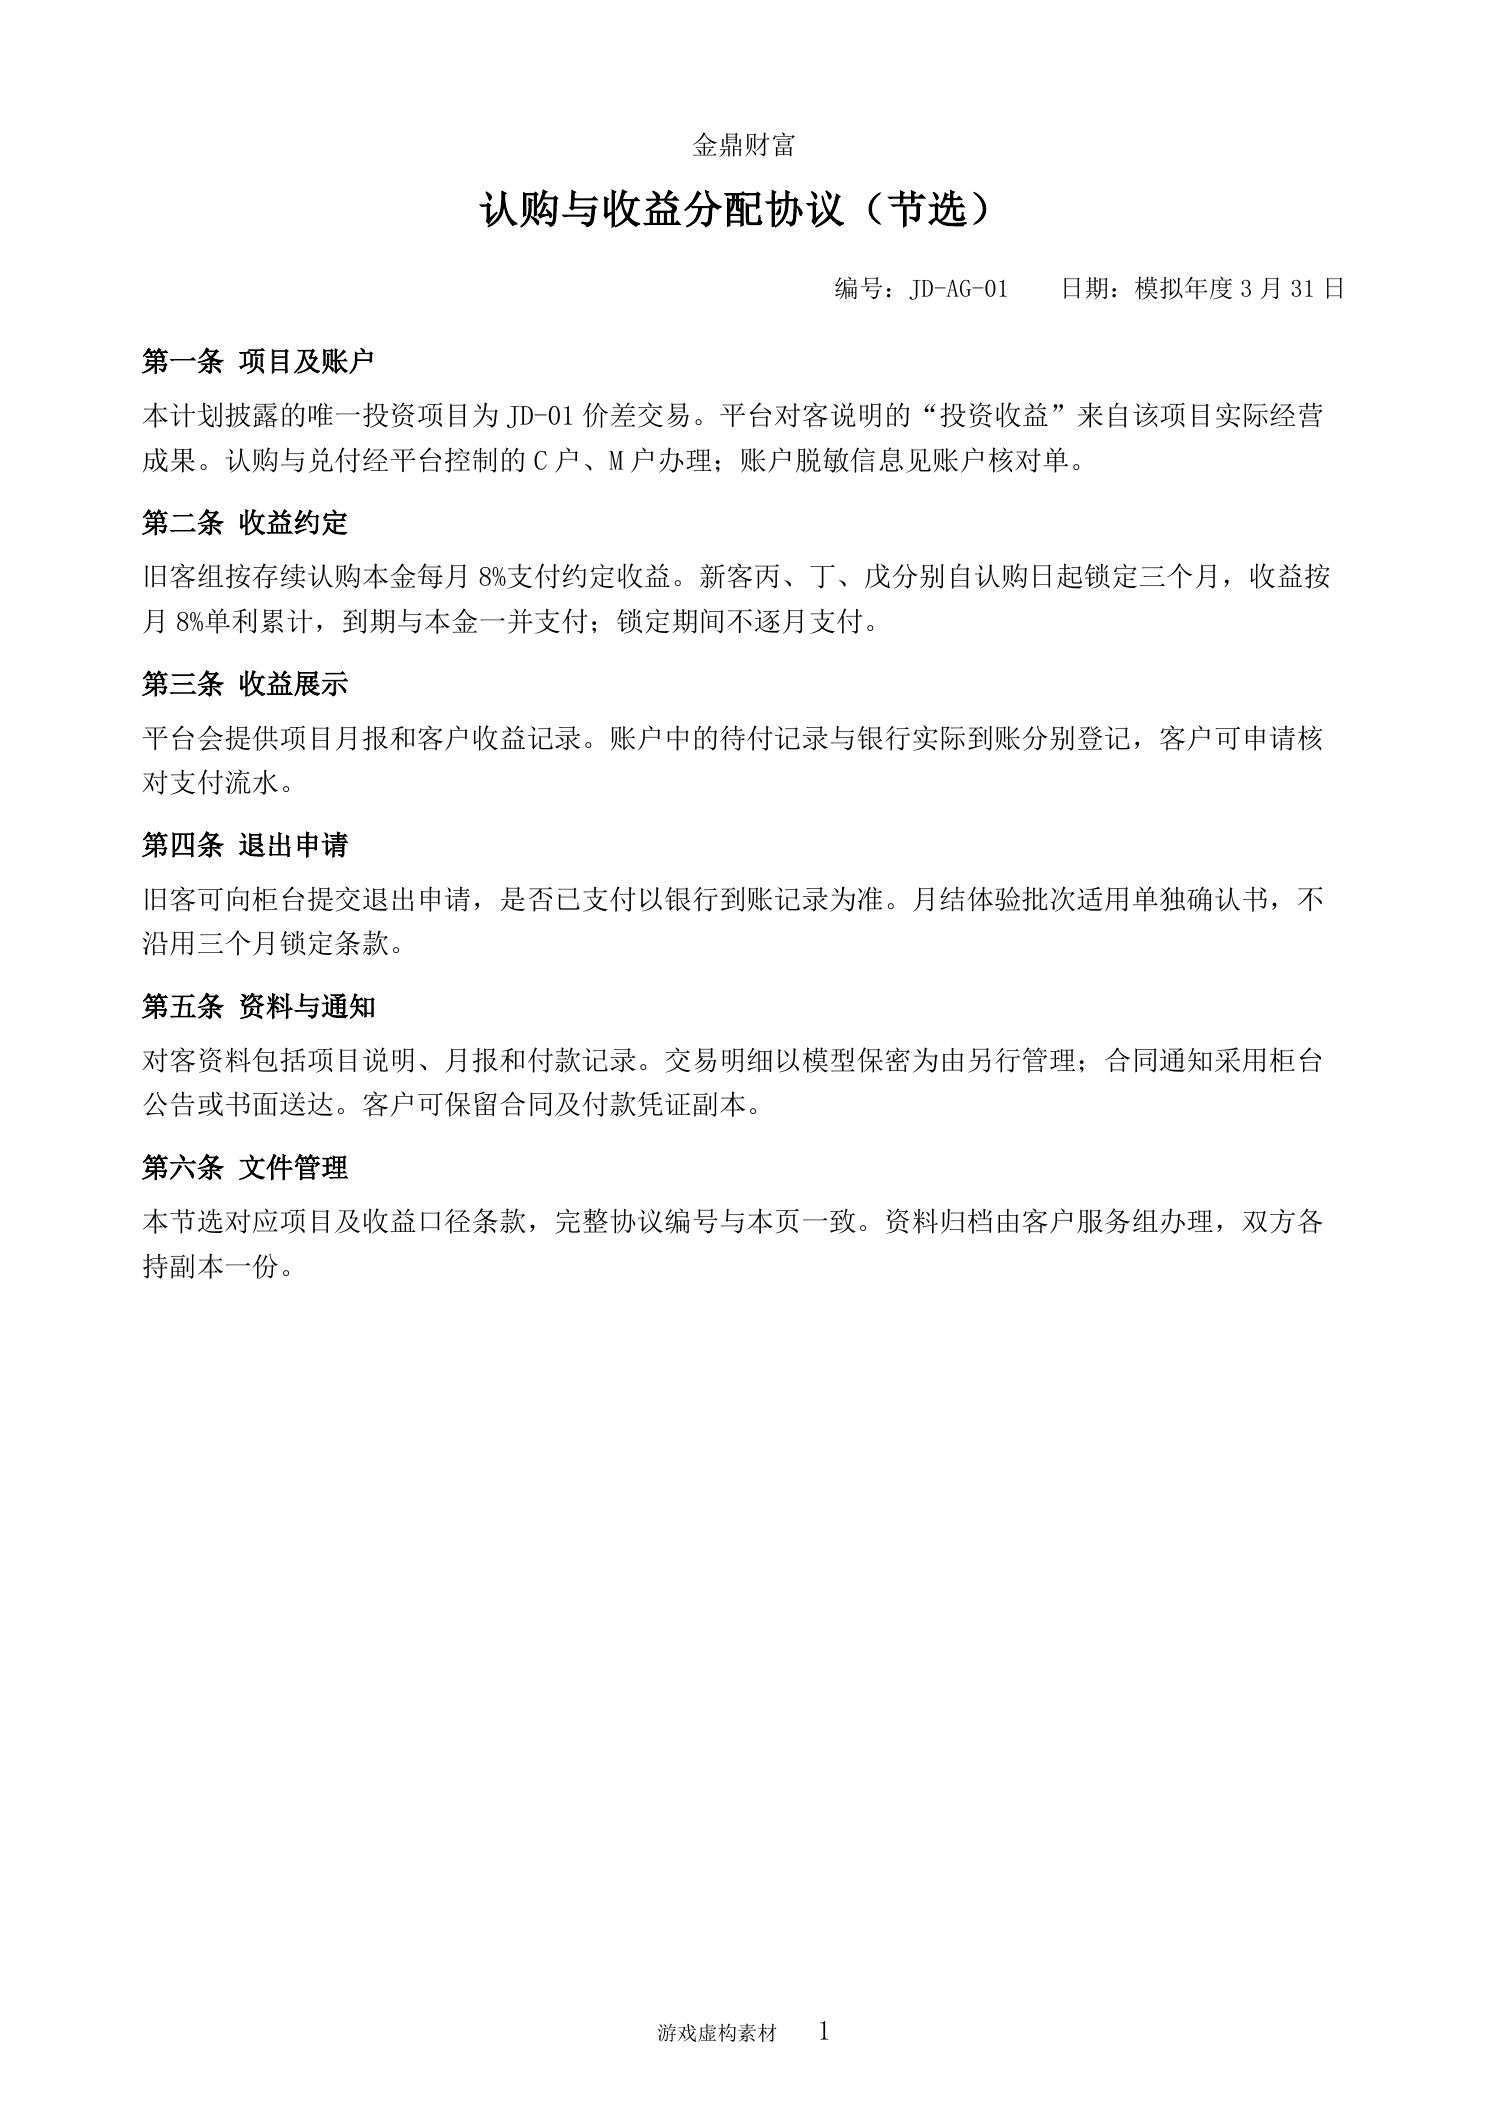 金鼎财富
认购与收益分配协议（节选）
编号：JD-AG-01 日期：模拟年度 3 月 31 日
第一条 项目及账户
本计划披露的唯一投资项目为 JD-01 价差交易。平台对客说明的“投资收益”来自该项目实际经营
成果。认购与兑付经平台控制的 C 户、M 户办理；账户脱敏信息见账户核对单。
第二条 收益约定
旧客组按存续认购本金每月 8%支付约定收益。新客丙、丁、戊分别自认购日起锁定三个月，收益按
月 8%单利累计，到期与本金一并支付；锁定期间不逐月支付。
第三条 收益展示
平台会提供项目月报和客户收益记录。账户中的待付记录与银行实际到账分别登记，客户可申请核
对支付流水。
第四条 退出申请
旧客可向柜台提交退出申请，是否已支付以银行到账记录为准。月结体验批次适用单独确认书，不
沿用三个月锁定条款。
第五条 资料与通知
对客资料包括项目说明、月报和付款记录。交易明细以模型保密为由另行管理；合同通知采用柜台
公告或书面送达。客户可保留合同及付款凭证副本。
第六条 文件管理
本节选对应项目及收益口径条款，完整协议编号与本页一致。资料归档由客户服务组办理，双方各
持副本一份。
游戏虚构素材 1